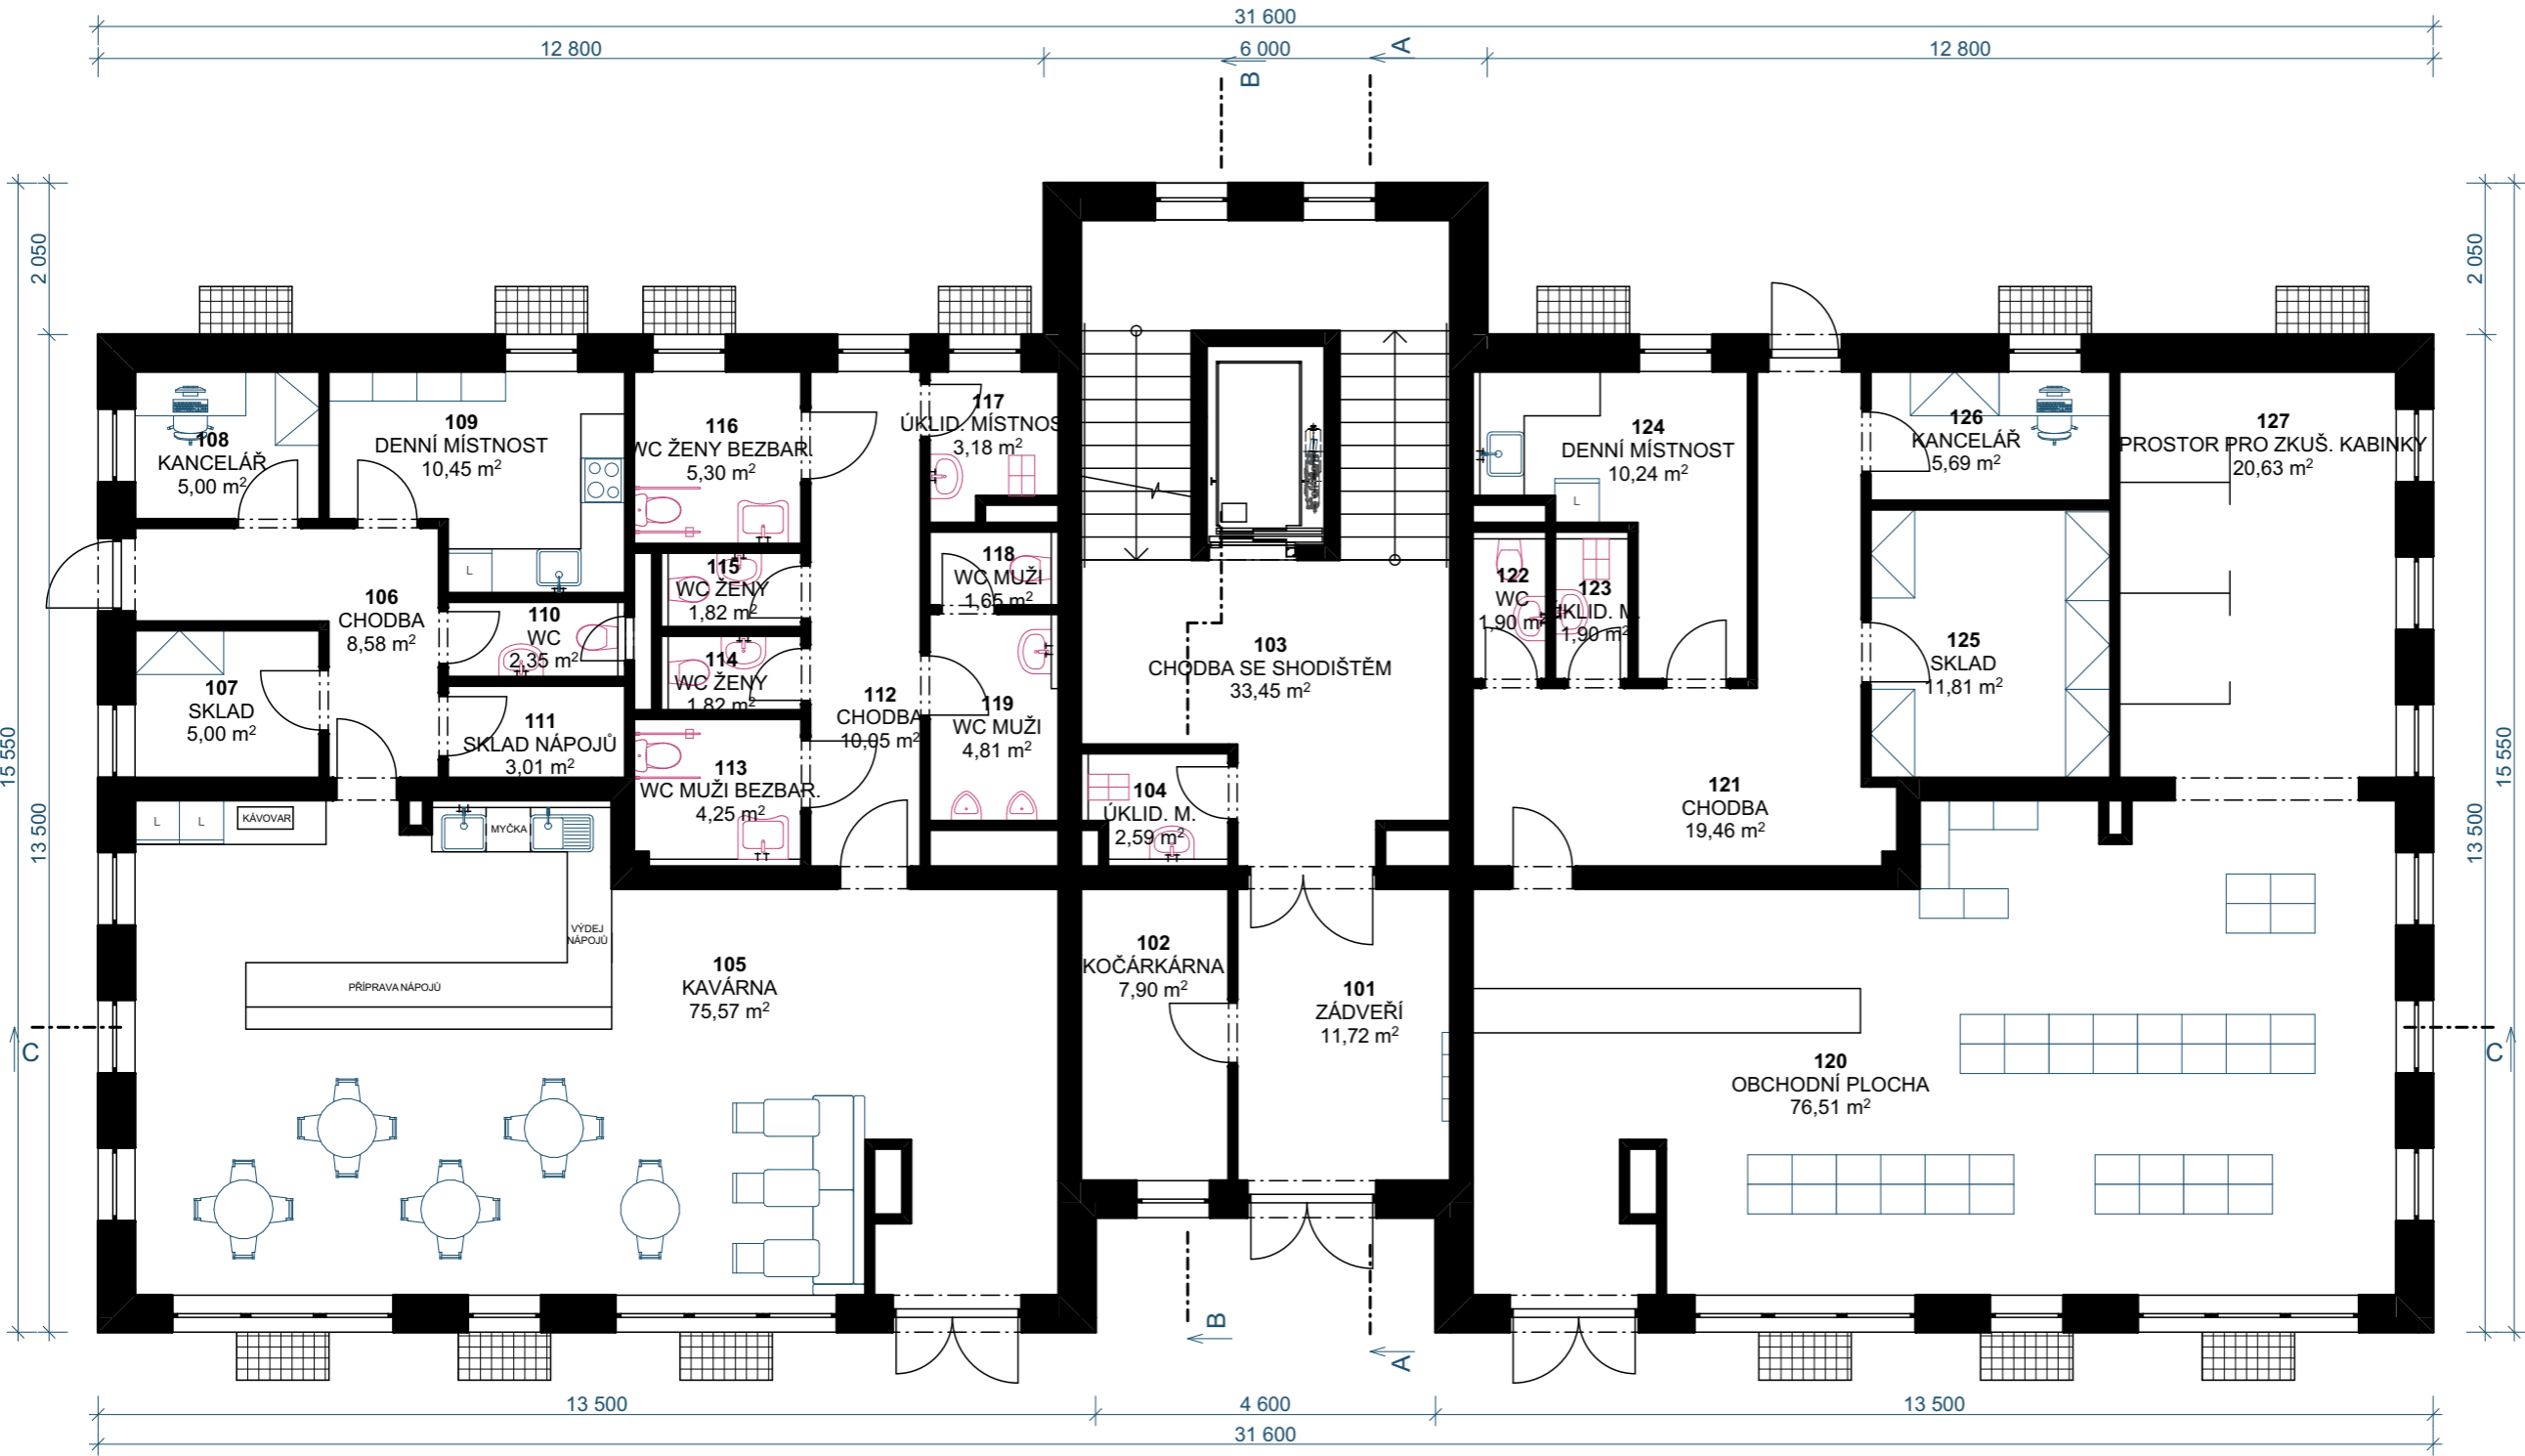 31 600
12 800
6 000
12 800
B
A
2 050
2 050
108
KANCELÁŘ
5,00 m²
109
DENNÍ MÍSTNOST
10,45 m²
116
WC ŽENY BEZBAR.
5,30 m²
117
ÚKLID. MÍSTNOS
3,18 m²
124
DENNÍ MÍSTNOST
10,24 m²
126
KANCELÁŘ
5,69 m²
127
PROSTOR PRO ZKUŠ. KABINKY
20,63 m²
L
L
106
CHODBA
8,58 m²
110
WC
2,35 m²
115
WC ŽENY
1,82 m²
118
WC MUŽI
1,65 m²
122
WC
1,90 m²
123
ÚKLID. M.
1,90 m²
107
SKLAD
5,00 m²
111
SKLAD NÁPOJŮ
3,01 m²
114
WC ŽENY
1,82 m²
112
CHODBA
10,05 m²
119
WC MUŽI
4,81 m²
103
CHODBA SE SHODIŠTĚM
33,45 m²
125
SKLAD
11,81 m²
113
WC MUŽI BEZBAR.
4,25 m²
104
ÚKLID. M.
2,59 m²
121
CHODBA
19,46 m²
15 550
13 500
13 500
15 550
L
L
KÁVOVAR
MYČKA
VÝDEJ
NÁPOJŮ
PŘÍPRAVA NÁPOJŮ
105
KAVÁRNA
75,57 m²
102
KOČÁRKÁRNA
7,90 m²
101
ZÁDVEŘÍ
11,72 m²
120
OBCHODNÍ PLOCHA
76,51 m²
C
C
B
A
13 500
4 600
13 500
31 600